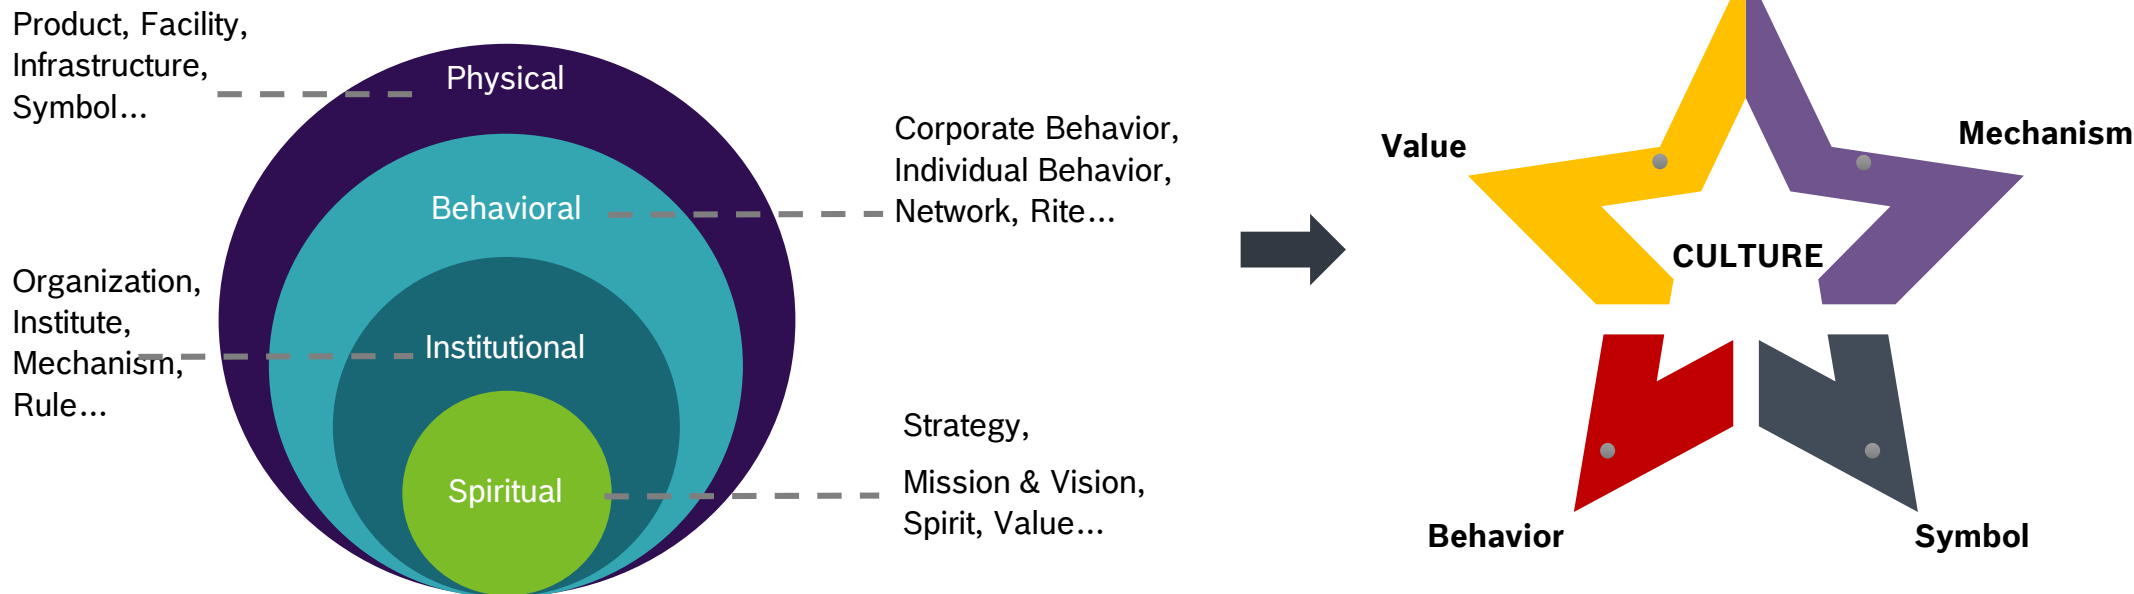 Product, Facility,
Infrastructure,
Symbol...
Physical
Corporate Behavior,
Individual Behavior,
Network, Rite...
Behavioral
Organization,
Institute,
Mechanism,
Rule...
Institutional
Strategy,
Mission & Vision,
Spirit, Value...
Spiritual
Value
Mechanism
CULTURE
Behavior
Symbol